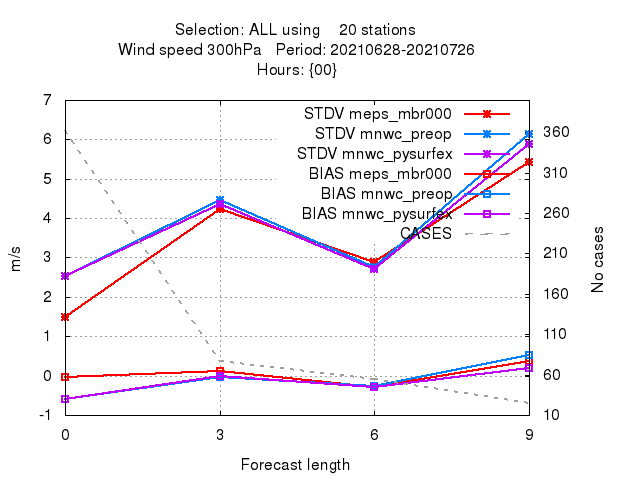 Selection: ALL using    20 stations
Wind speed 300hPa   Period: 20210628-20210726
Hours: {00}
STDV meps_mbr000
STDV mnwc_preop
STDV mnwc_pysurfex
BIAS meps_mbr000
BIAS mnwc_preop
BIAS mnwc_pysurfex
CASES
m/s
7
6
5
4
3
2
1
0
-1
No cases
360
310
260
210
160
110
60
10
0 3 6 9
Forecast length